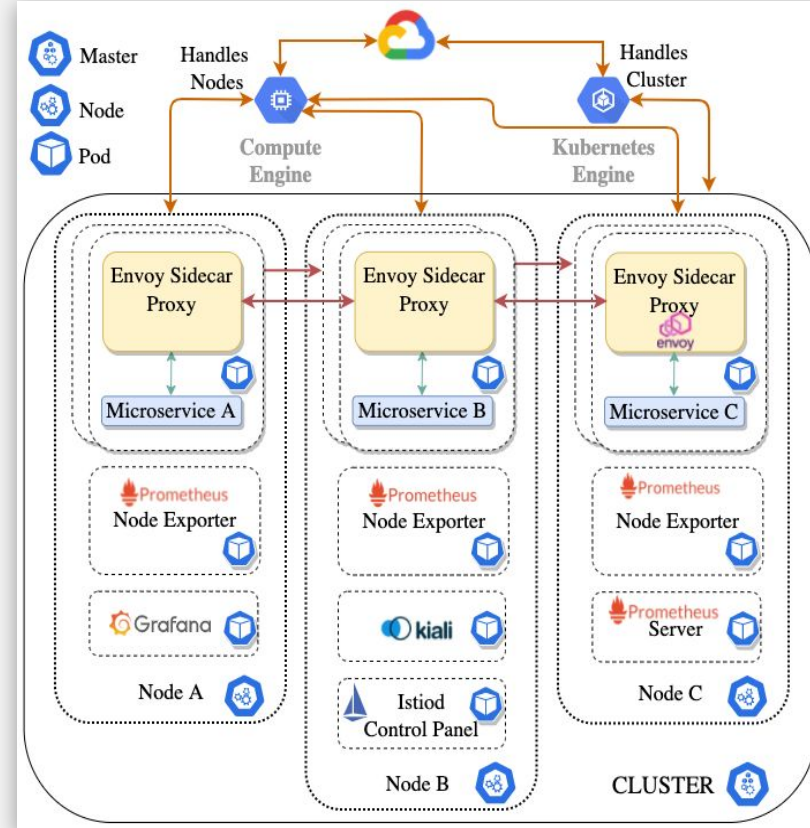 Master
Node
Pod
Handles
Nodes
Handles
Cluster
Compute
Engine
Kubernetes
Engine
Envoy Sidecar
Proxy
Microservice A
Envoy Sidecar
Proxy
Microservice B
Envoy Sidecar
Proxy
envoy
Microservice C
Prometheus
Node Exporter
Prometheus
Node Exporter
Prometheus
Node Exporter
Grafana
kiali
Prometheus
Server
Node A
Istiod
Control Panel
Node C
Node B
CLUSTER